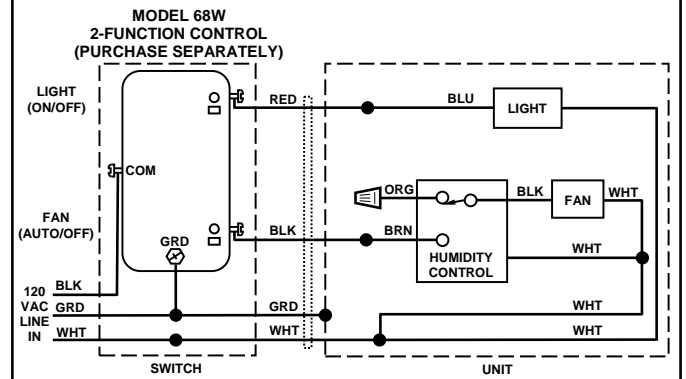 MODEL 68W
2-FUNCTION CONTROL
(PURCHASE SEPARATELY)
LIGHT
(ON/OFF)
RED
BLU
LIGHT
COM
ORG
BLK
FAN
WHT
FAN
(AUTO/OFF)
GRD
BLK
BRN
HUMIDITY
CONTROL
WHT
120
VAC
LINE
IN
BLK
GRD
WHT
GRD
WHT
WHT
WHT
SWITCH
UNIT